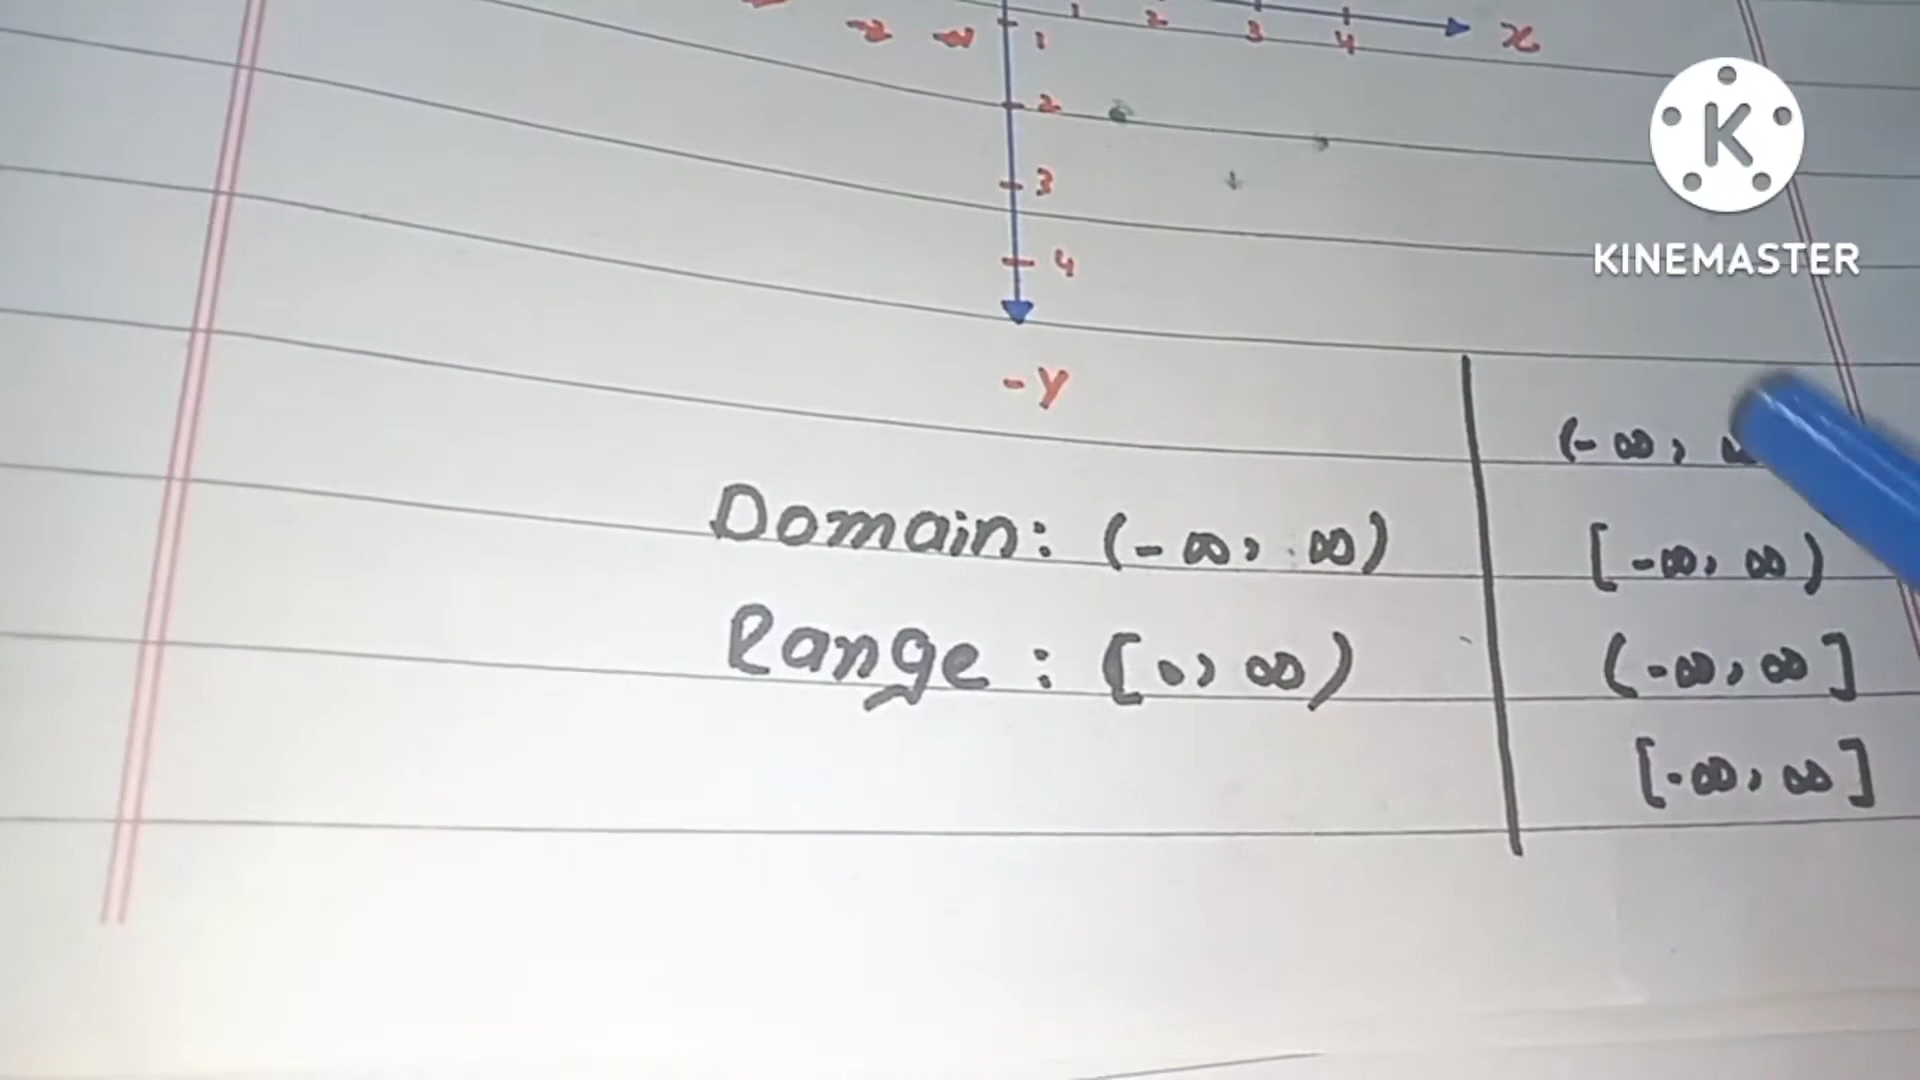 1 2 3 4 x
1
2
3
4
-y
KINEMASTER
Domain: (-∞, ∞)
Range: [0, ∞)
(-∞,
[-∞, ∞)
(-∞, ∞]
[-∞, ∞]